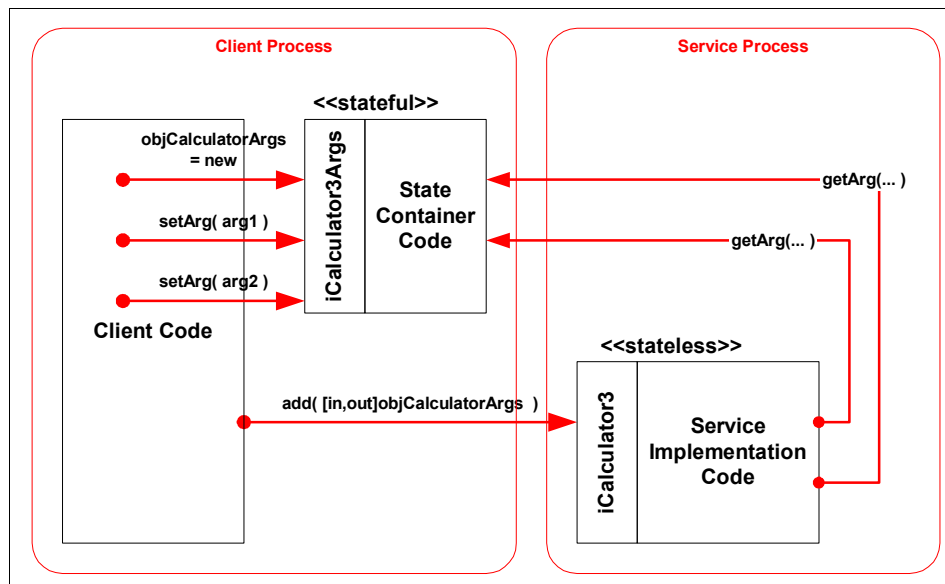 Client Process
Service Process
<<stateful>>
objCalculatorArgs
= new
setArg( arg1 )
setArg( arg2 )
Client Code
iCalculator3Args
State
Container
Code
getArg(... )
getArg(... )
<<stateless>>
add( [in,out]objCalculatorArgs )
iCalculator3
Service
Implementation
Code